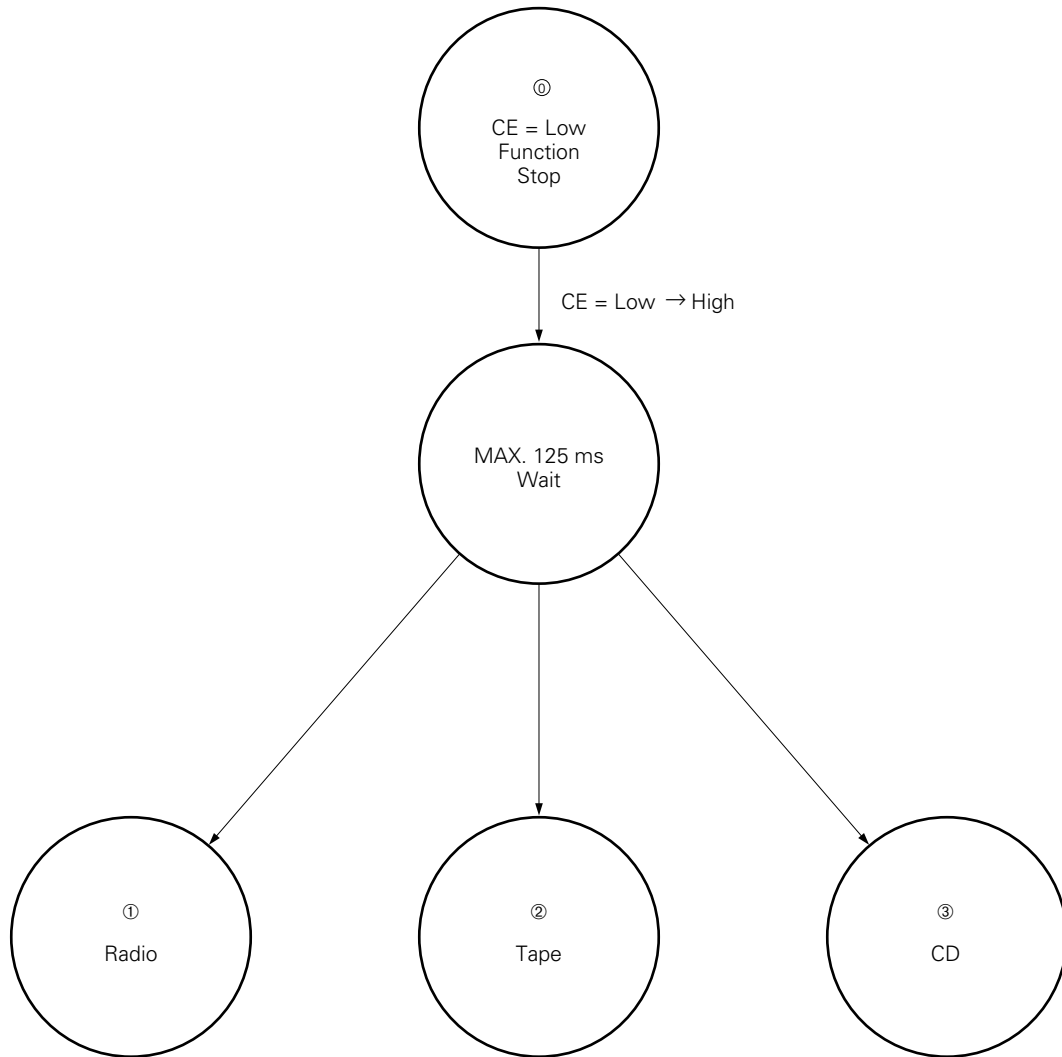 ⓪
CE = Low
Function
Stop
CE = Low → High
MAX. 125 ms
Wait
①
Radio
②
Tape
③
CD